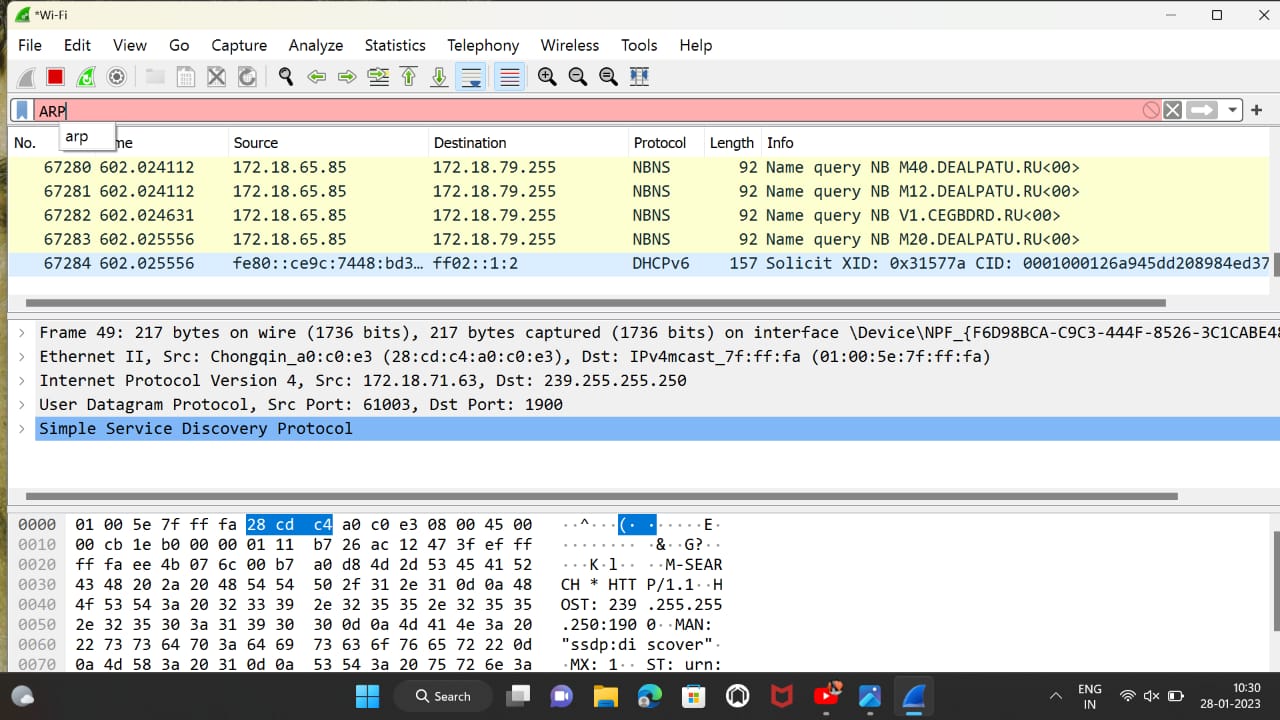 *Wi-Fi
File Edit View Go Capture Analyze Statistics Telephony Wireless Tools Help
ARP
arp
No. me Source Destination Protocol Length Info
67280 602.024112 172.18.65.85 172.18.79.255 NBNS 92 Name query NB M40.DEALPATU.RU<00>
67281 602.024112 172.18.65.85 172.18.79.255 NBNS 92 Name query NB M12.DEALPATU.RU<00>
67282 602.024631 172.18.65.85 172.18.79.255 NBNS 92 Name query NB V1.CEGBDRD.RU<00>
67283 602.025556 172.18.65.85 172.18.79.255 NBNS 92 Name query NB M20.DEALPATU.RU<00>
67284 602.025556 fe80::ce9c:7448:bd3… ff02::1:2 DHCPv6 157 Solicit XID: 0x31577a CID: 0001000126a945dd208984ed37
Frame 49: 217 bytes on wire (1736 bits), 217 bytes captured (1736 bits) on interface \Device\NPF_{F6D98BCA-C9C3-444F-8526-3C1CABE48
Ethernet II, Src: Chongqin_a0:c0:e3 (28:cd:c4:a0:c0:e3), Dst: IPv4mcast_7f:ff:fa (01:00:5e:7f:ff:fa)
Internet Protocol Version 4, Src: 172.18.71.63, Dst: 239.255.255.250
User Datagram Protocol, Src Port: 61003, Dst Port: 1900
Simple Service Discovery Protocol
0000 01 00 5e 7f ff fa 28 cd c4 a0 c0 e3 08 00 45 00 ··^···(· ······E·
0010 00 cb 1e b0 00 00 01 11 b7 26 ac 12 47 3f ef ff ········ ·&··G?··
0020 ff fa ee 4b 07 6c 00 b7 a0 d8 4d 2d 53 45 41 52 ···K·l·· ··M-SEAR
0030 43 48 20 2a 20 48 54 54 50 2f 31 2e 31 0d 0a 48 CH * HTT P/1.1··H
0040 4f 53 54 3a 20 32 33 39 2e 32 35 35 2e 32 35 35 OST: 239 .255.255
0050 2e 32 35 30 3a 31 39 30 30 0d 0a 4d 41 4e 3a 20 .250:190 0··MAN:
0060 22 73 73 64 70 3a 64 69 73 63 6f 76 65 72 22 0d "ssdp:di scover"·
0070 0a 4d 58 3a 20 31 0d 0a 53 54 3a 20 75 72 6e 3a ·MX: 1·· ST: urn:
Search
ENG
IN
10:30
28-01-2023